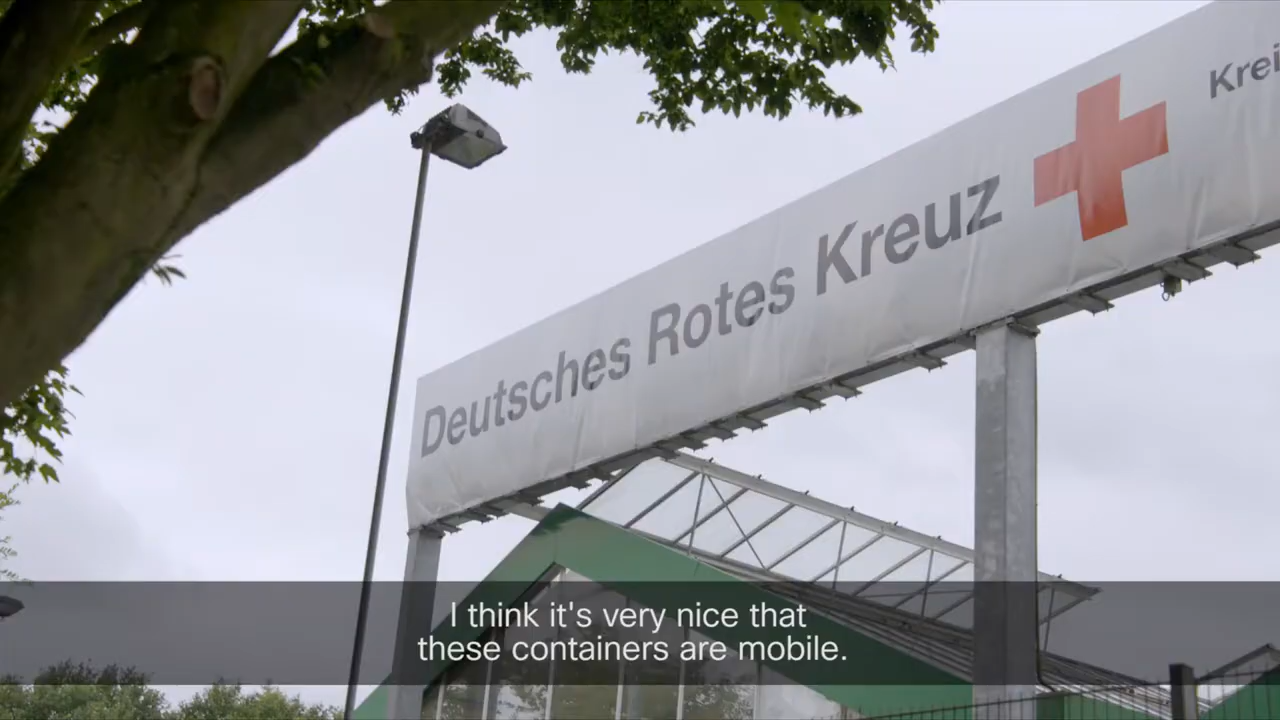 Deutsches Rotes Kreuz
I think it's very nice that
these containers are mobile.